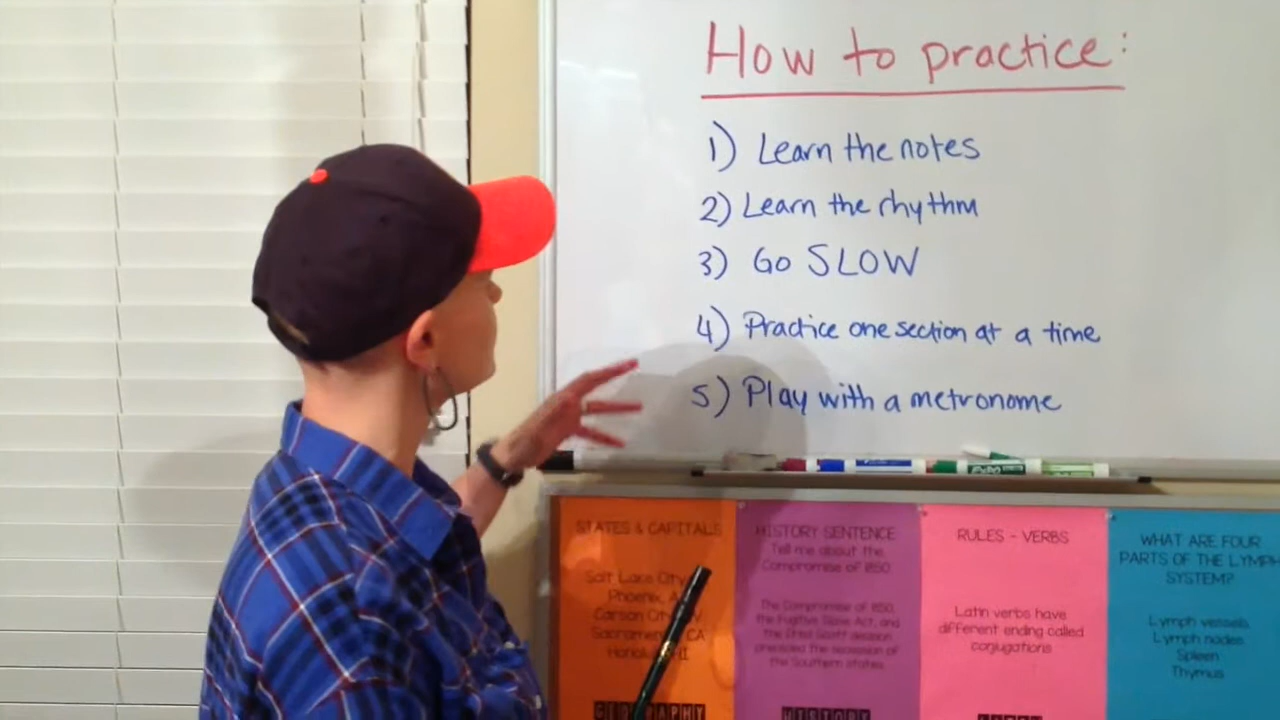 How to practice:
1) Learn the notes
2) Learn the rhythm
3) Go SLOW
4) Practice one section at a time
5) Play with a metronome
EXPO
STATES & CAPITALS
Salt Lake City,
Phoenix, A
Carson City, NV
Sacramento, CA
Honolulu, HI
GEOGRAPHY
HISTORY SENTENCE
Tell me about the
Compromise of 1850.
The Compromise of 1850,
the Fugitive Slave Act, and
the Dred Scott decision
preceded the secession of
the Southern states.
HISTORY
RULES - VERBS
Latin verbs have
different ending called
conjugations
WHAT ARE FOUR
PARTS OF THE LYMPH
SYSTEM?
Lymph vessels
Lymph nodes
Spleen
Thymus